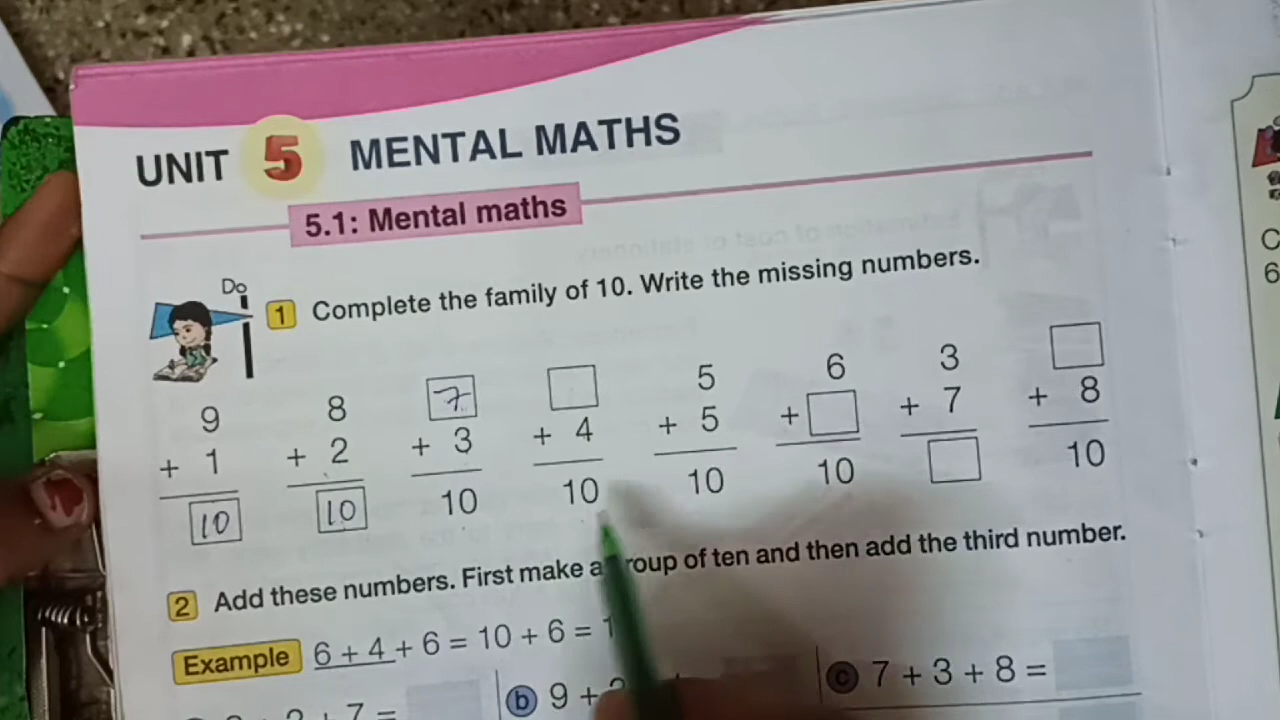 UNIT 5 MENTAL MATHS
5.1: Mental maths
Do
1 Complete the family of 10. Write the missing numbers.
9 8 7 5 6 3
+ 1 + 2 + 3 + 4 + 5 + + 7 + 8
10 10 10 10 10 10 10
2 Add these numbers. First make a roup of ten and then add the third number.
Example 6 + 4 + 6 = 10 + 6 = 1
b 9 +
c 7 + 3 + 8 =
+ 7 =
C
6